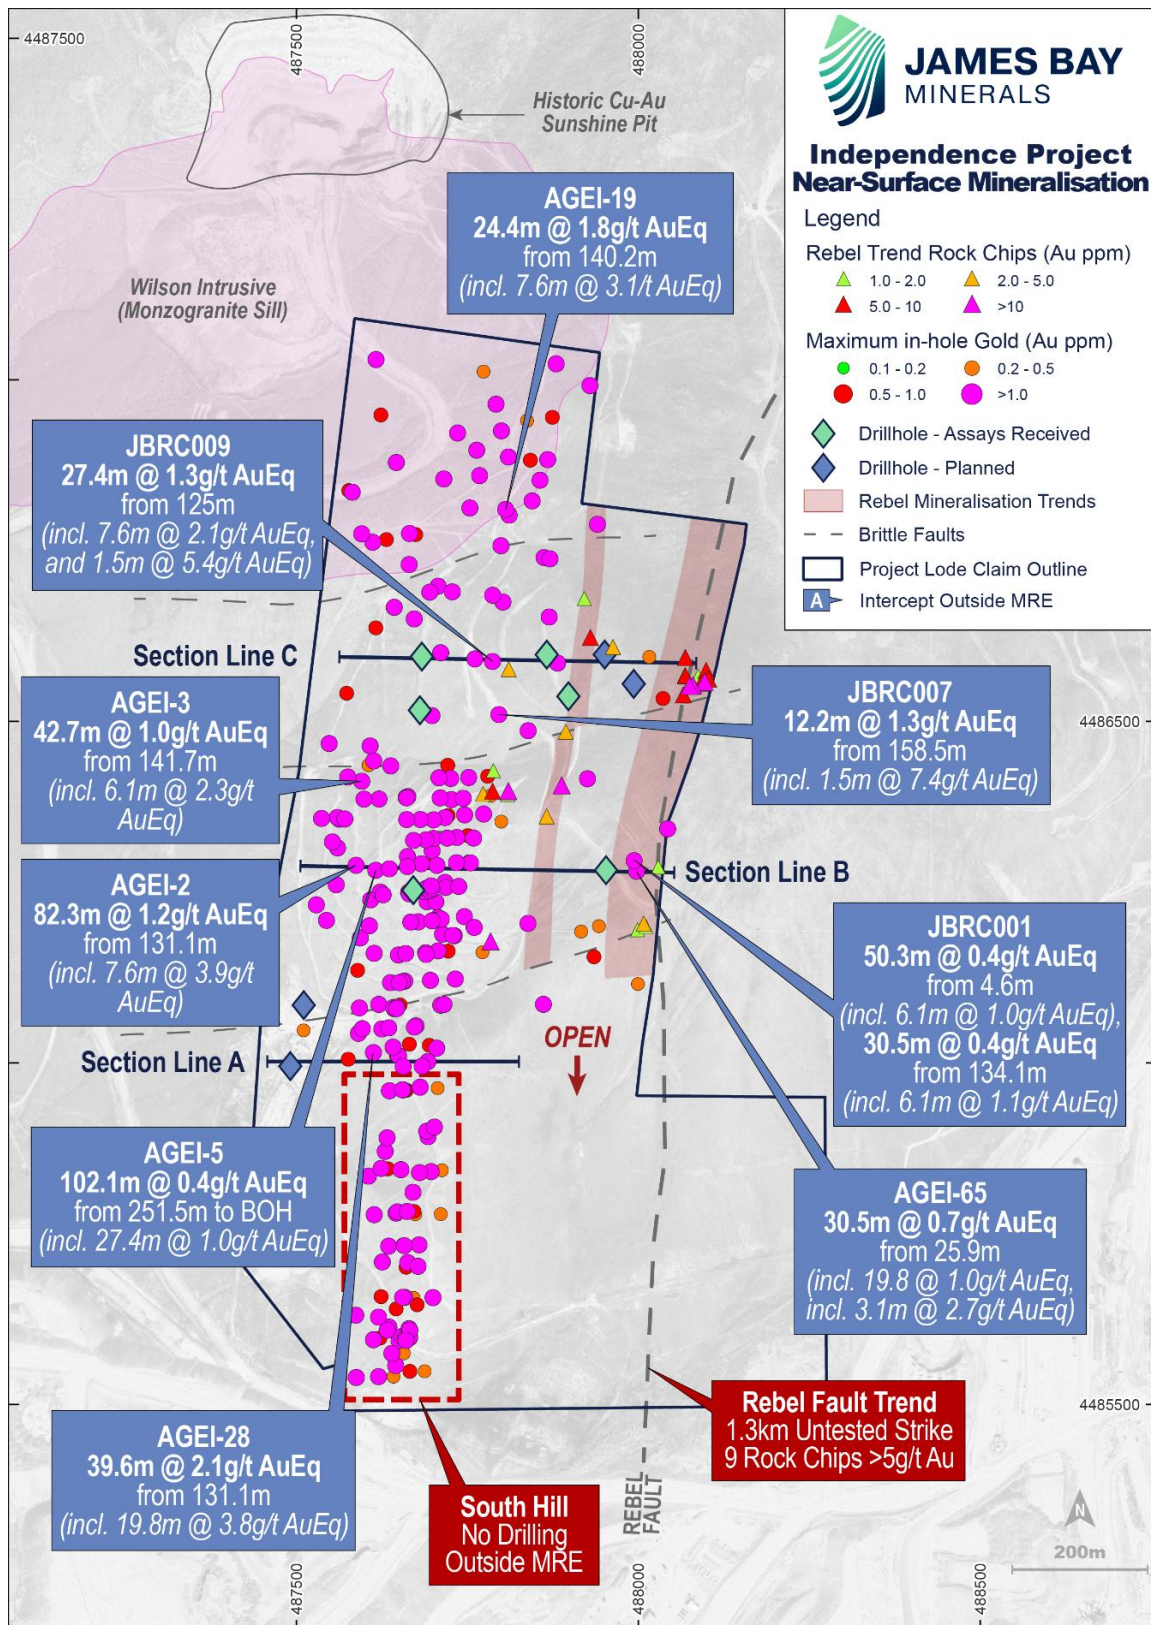 4487500
487500
488000
JAMES BAY
MINERALS
Independence Project
Near-Surface Mineralisation
Legend
Rebel Trend Rock Chips (Au ppm)
1.0 - 2.0
2.0 - 5.0
5.0 - 10
>10
Maximum in-hole Gold (Au ppm)
0.1 - 0.2
0.2 - 0.5
0.5 - 1.0
>1.0
Drillhole - Assays Received
Drillhole - Planned
Rebel Mineralisation Trends
Brittle Faults
Project Lode Claim Outline
A
Intercept Outside MRE
Historic Cu-Au
Sunshine Pit
Wilson Intrusive
(Monzogranite Sill)
AGEI-19
24.4m @ 1.8g/t AuEq
from 140.2m
(incl. 7.6m @ 3.1/t AuEq)
JBRC009
27.4m @ 1.3g/t AuEq
from 125m
(incl. 7.6m @ 2.1g/t AuEq,
and 1.5m @ 5.4g/t AuEq)
Section Line C
AGEI-3
42.7m @ 1.0g/t AuEq
from 141.7m
(incl. 6.1m @ 2.3g/t
AuEq)
JBRC007
12.2m @ 1.3g/t AuEq
from 158.5m
(incl. 1.5m @ 7.4g/t AuEq)
4486500
AGEI-2
82.3m @ 1.2g/t AuEq
from 131.1m
(incl. 7.6m @ 3.9g/t
AuEq)
Section Line B
JBRC001
50.3m @ 0.4g/t AuEq
from 4.6m
(incl. 6.1m @ 1.0g/t AuEq),
30.5m @ 0.4g/t AuEq
from 134.1m
(incl. 6.1m @ 1.1g/t AuEq)
OPEN
Section Line A
AGEI-5
102.1m @ 0.4g/t AuEq
from 251.5m to BOH
(incl. 27.4m @ 1.0g/t AuEq)
AGEI-65
30.5m @ 0.7g/t AuEq
from 25.9m
(incl. 19.8 @ 1.0g/t AuEq,
incl. 3.1m @ 2.7g/t AuEq)
Rebel Fault Trend
1.3km Untested Strike
9 Rock Chips >5g/t Au
4485500
AGEI-28
39.6m @ 2.1g/t AuEq
from 131.1m
(incl. 19.8m @ 3.8g/t AuEq)
South Hill
No Drilling
Outside MRE
REBEL
FAULT
N
200m
487500
488000
488500